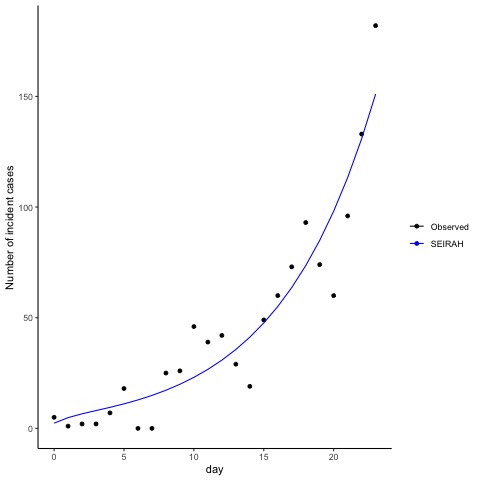 Number of incident cases
150
100
50
0
0 5 10 15 20
day
Observed
SEIRAH